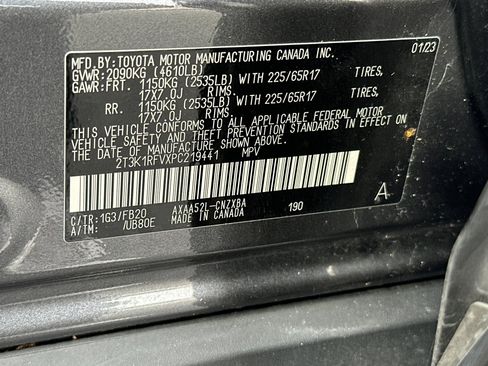 MFD.BY:TOYOTA MOTOR MANUFACTURING CANADA INC. 01/23
GVWR:2090KG (4610LB)
GAWR:FRT. 1150KG (2535LB) WITH 225/65R17 TIRES,
17X7.0J RIMS.
RR. 1150KG (2535LB) WITH 225/65R17 TIRES,
17X7.0J RIMS.
THIS VEHICLE CONFORMS TO ALL APPLICABLE FEDERAL MOTOR
VEHICLE SAFETY AND THEFT PREVENTION STANDARDS IN EFFECT
ON THE DATE OF MANUFACTURE SHOWN ABOVE.
2T3K1RFVXPC219441 MPV
C/TR:1G3/FB20 AXAA52L-CNZXBA 190 A
A/TM: /UB80E MADE IN CANADA